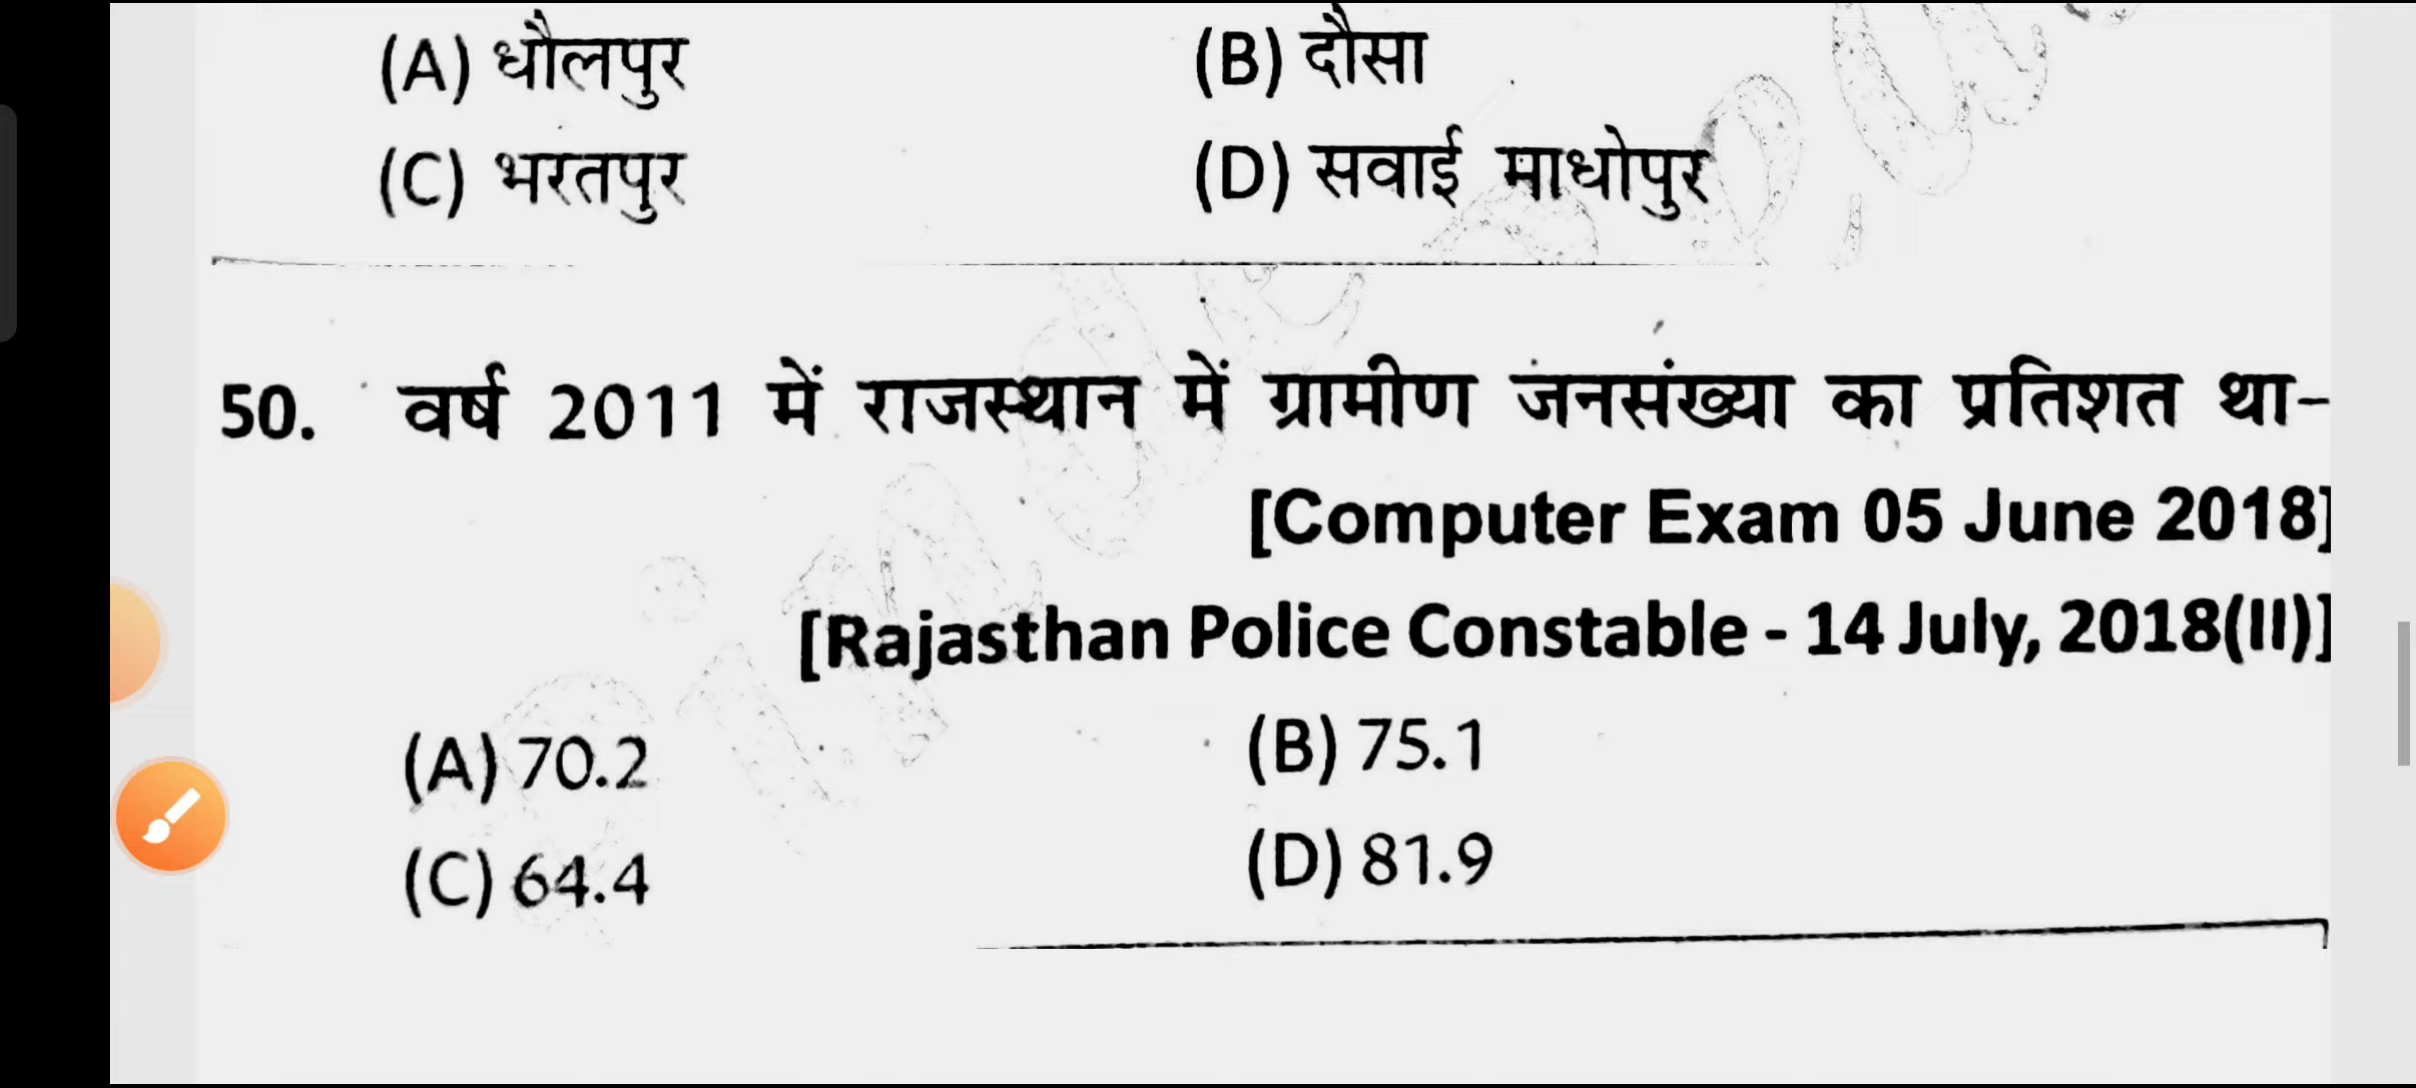 (A) धौलपुर (B) दौसा
(C) भरतपुर (D) सवाई माधोपुर
50. वर्ष 2011 में राजस्थान में ग्रामीण जनसंख्या का प्रतिशत था-
[Computer Exam 05 June 2018]
[Rajasthan Police Constable - 14 July, 2018(II)]
(A) 70.2 (B) 75.1
(C) 64.4 (D) 81.9